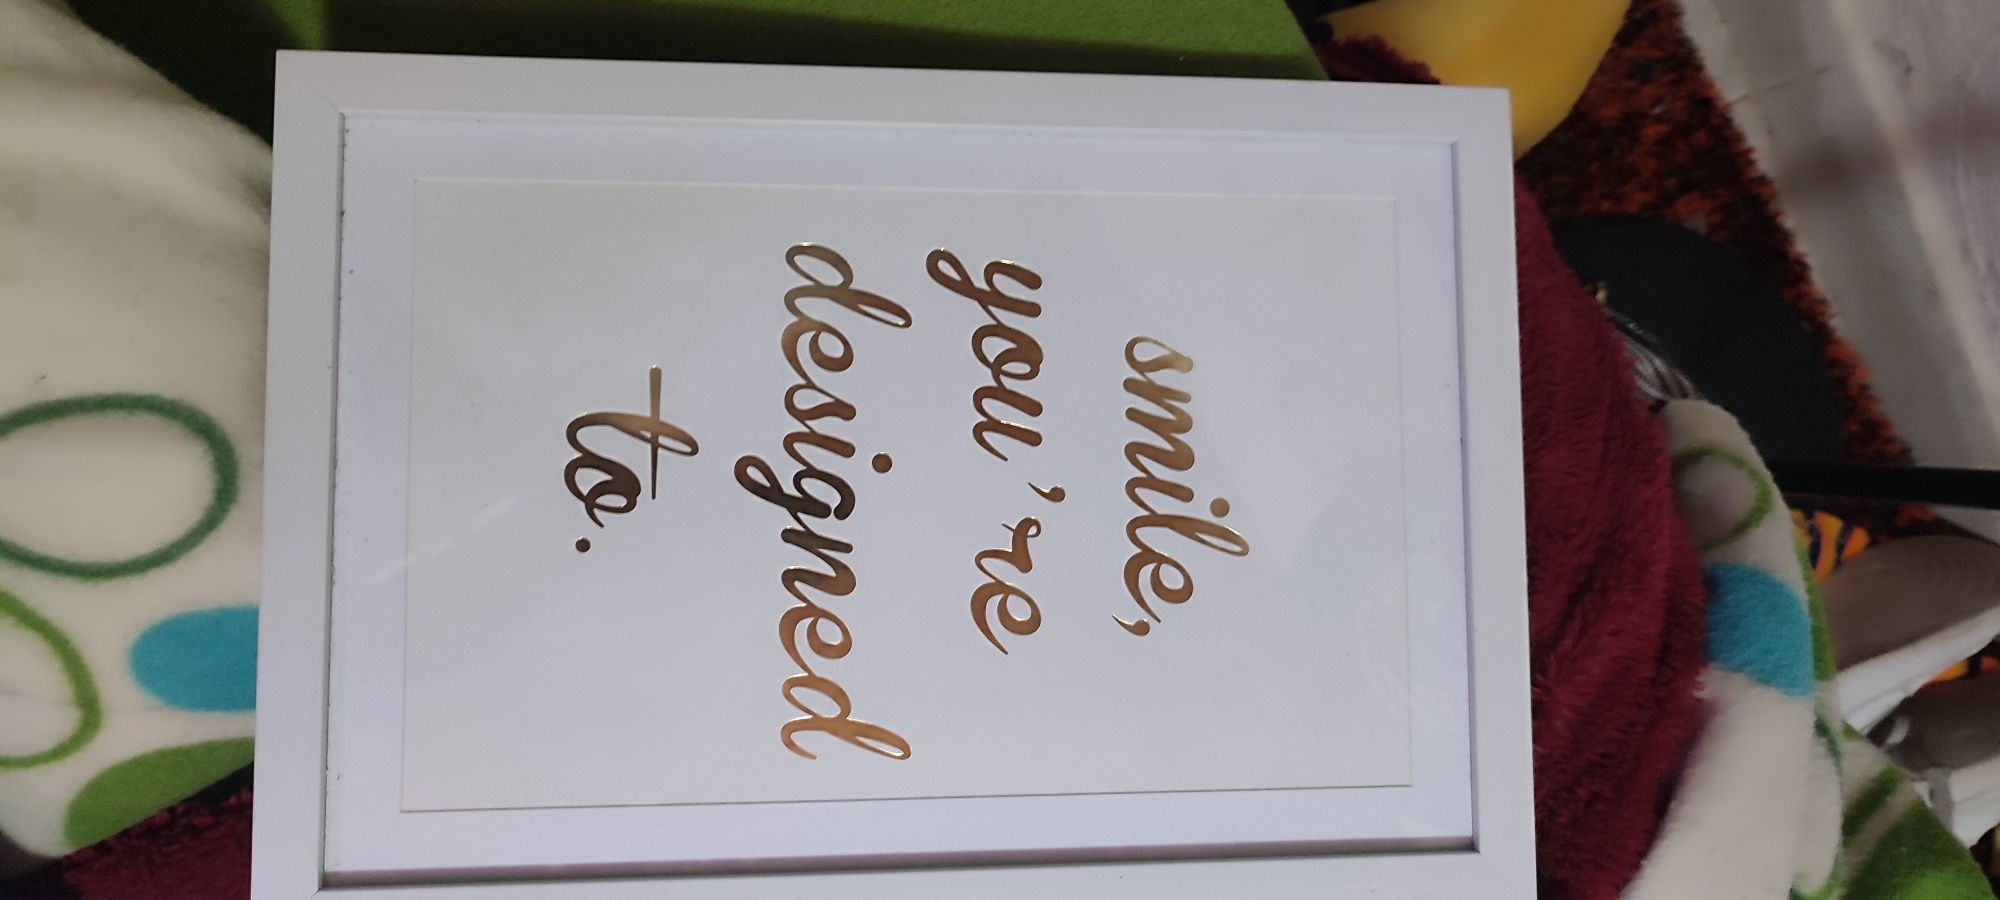 smile,
you're
designed
to.